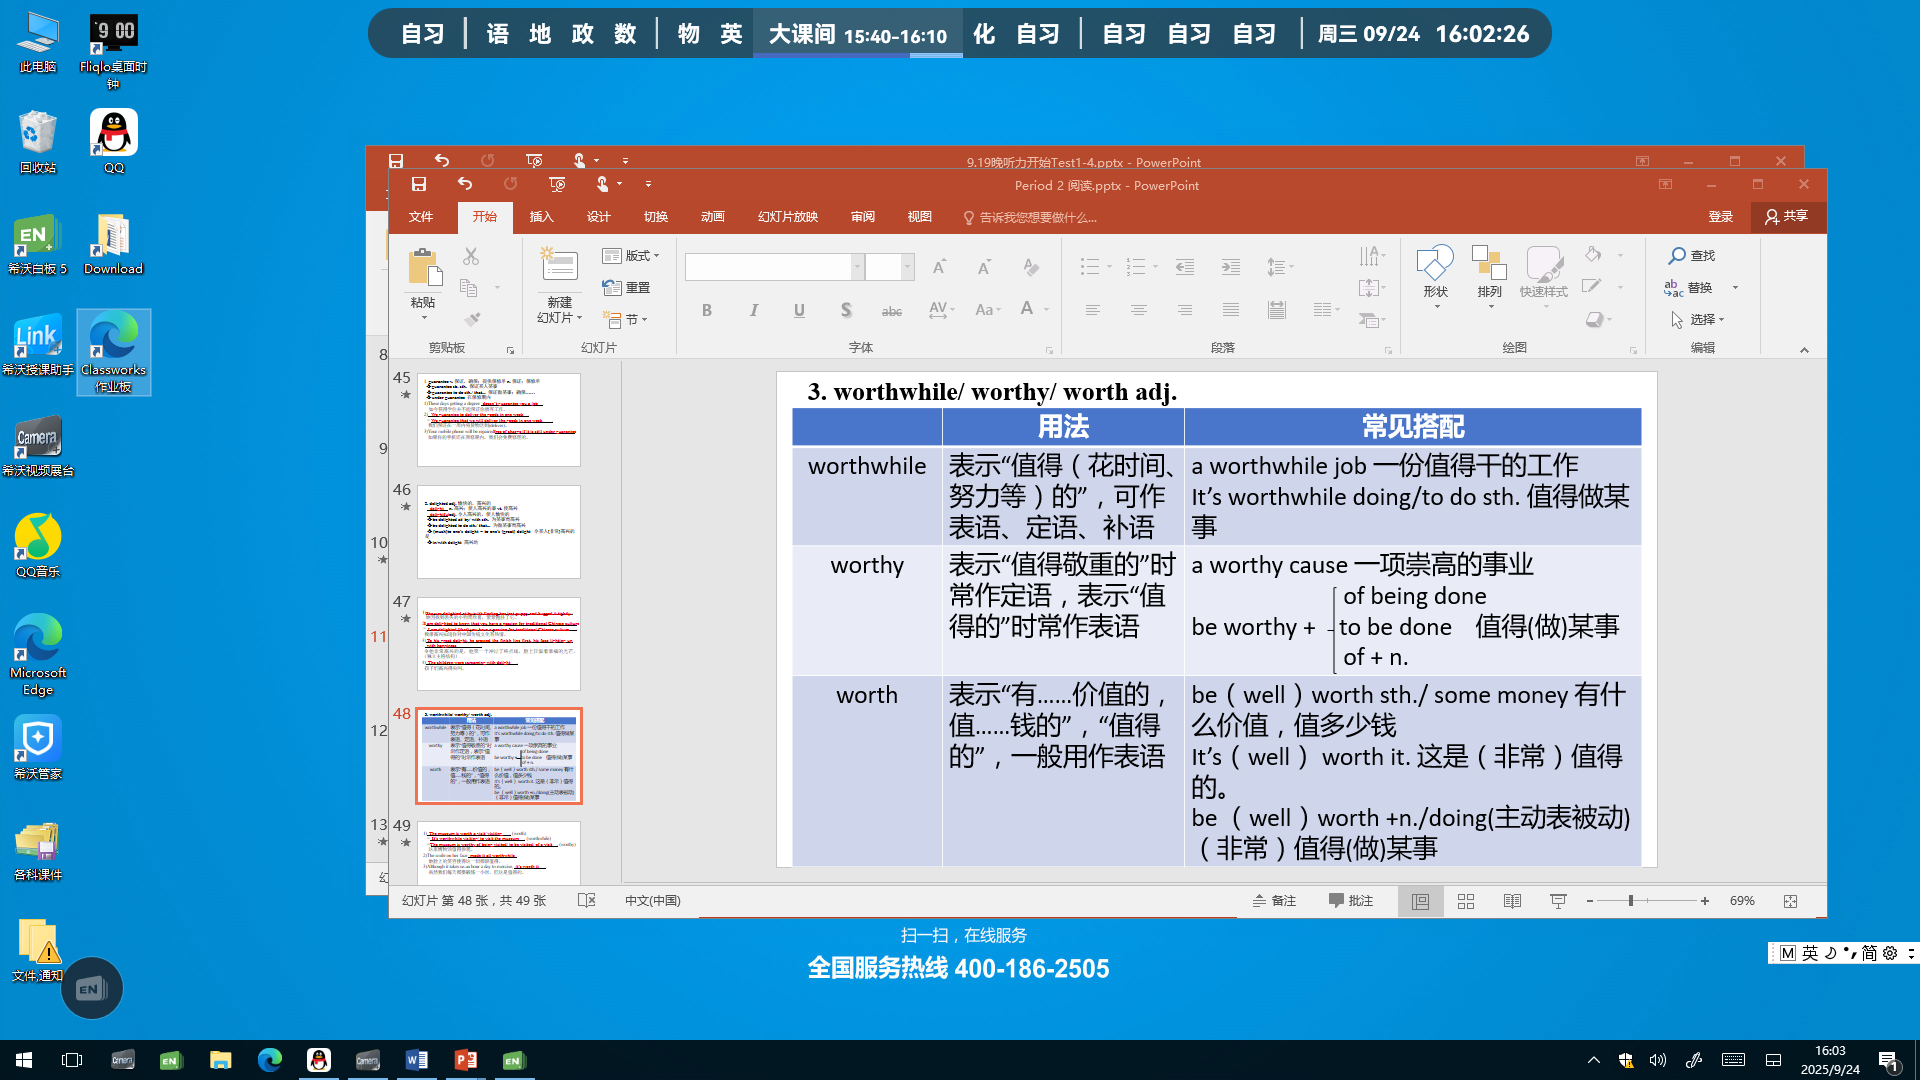 自习 语 地 政 数 物 英 大课间 15:40-16:10 化 自习 自习 自习 自习 周三 09/24 16:02:26
此电脑
Fliqlo桌面时钟
回收站
QQ
希沃白板 5
Download
希沃授课助手
Classworks
作业板
希沃视频展台
QQ音乐
Microsoft
Edge
希沃管家
各科课件
文件,通知
9.19晚听力开始Test1-4.pptx - PowerPoint
Period 2 阅读.pptx - PowerPoint
文件 开始 插入 设计 切换 动画 幻灯片放映 审阅 视图 告诉我您想要做什么... 登录 共享
粘贴
剪贴板
新建
幻灯片
版式
重置
节
幻灯片
字体
段落
形状 排列 快速样式
绘图
查找
替换
选择
编辑
8
9
10
11
12
13
45
46
47
48
49
3. worthwhile/ worthy/ worth adj.
用法 常见搭配
worthwhile
表示“值得（花时间、
努力等）的”，可作
表语、定语、补语
a worthwhile job 一份值得干的工作
It’s worthwhile doing/to do sth. 值得做某
事
worthy
表示“值得敬重的”时
常作定语，表示“值
得的”时常作表语
a worthy cause 一项崇高的事业
of being done
be worthy + to be done 值得(做)某事
of + n.
worth
表示“有……价值的，
值……钱的”，“值得
的”，一般用作表语
be（well）worth sth./ some money 有什
么价值，值多少钱
It’s（well） worth it. 这是（非常）值得
的。
be （well）worth +n./doing(主动表被动)
（非常）值得(做)某事
幻灯片 第 48 张，共 49 张 中文(中国) 备注 批注 69%
扫一扫，在线服务
全国服务热线 400-186-2505
M 英 简
16:03
2025/9/24